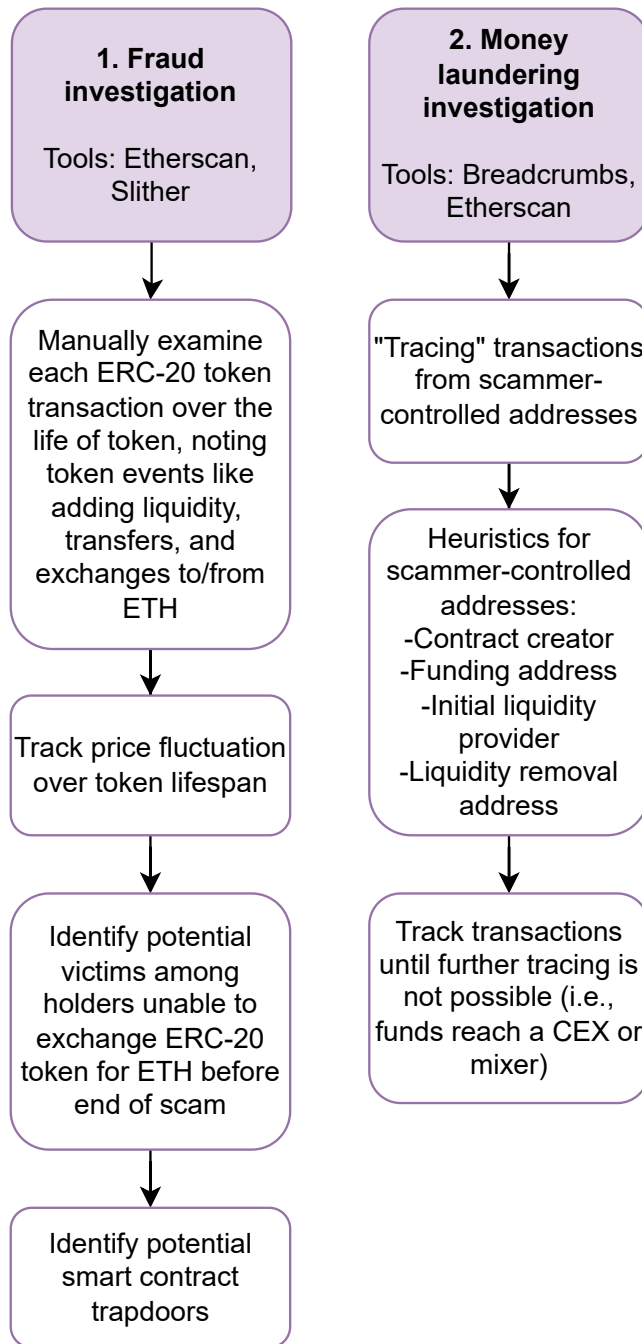 1. Fraud
investigation
Tools: Etherscan,
Slither
Manually examine
each ERC-20 token
transaction over the
life of token, noting
token events like
adding liquidity,
transfers, and
exchanges to/from
ETH
Track price fluctuation
over token lifespan
Identify potential
victims among
holders unable to
exchange ERC-20
token for ETH before
end of scam
Identify potential
smart contract
trapdoors
2. Money
laundering
investigation
Tools: Breadcrumbs,
Etherscan
"Tracing" transactions
from scammer-
controlled addresses
Heuristics for
scammer-controlled
addresses:
-Contract creator
-Funding address
-Initial liquidity
provider
-Liquidity removal
address
Track transactions
until further tracing is
not possible (i.e.,
funds reach a CEX or
mixer)